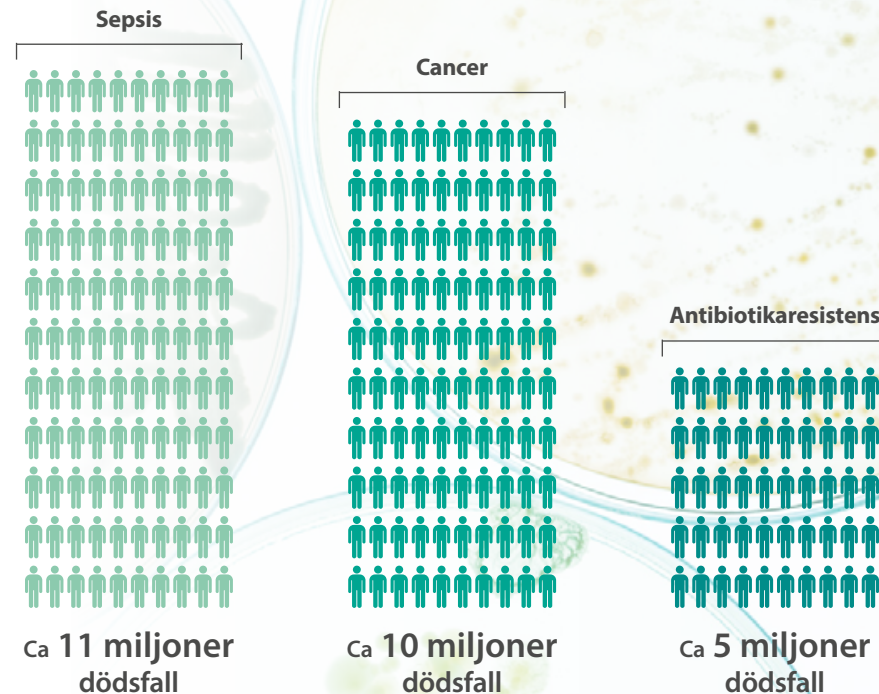 Sepsis
Cancer
Antibiotikaresistens
Ca 11 miljoner
dödsfall
Ca 10 miljoner
dödsfall
Ca 5 miljoner
dödsfall